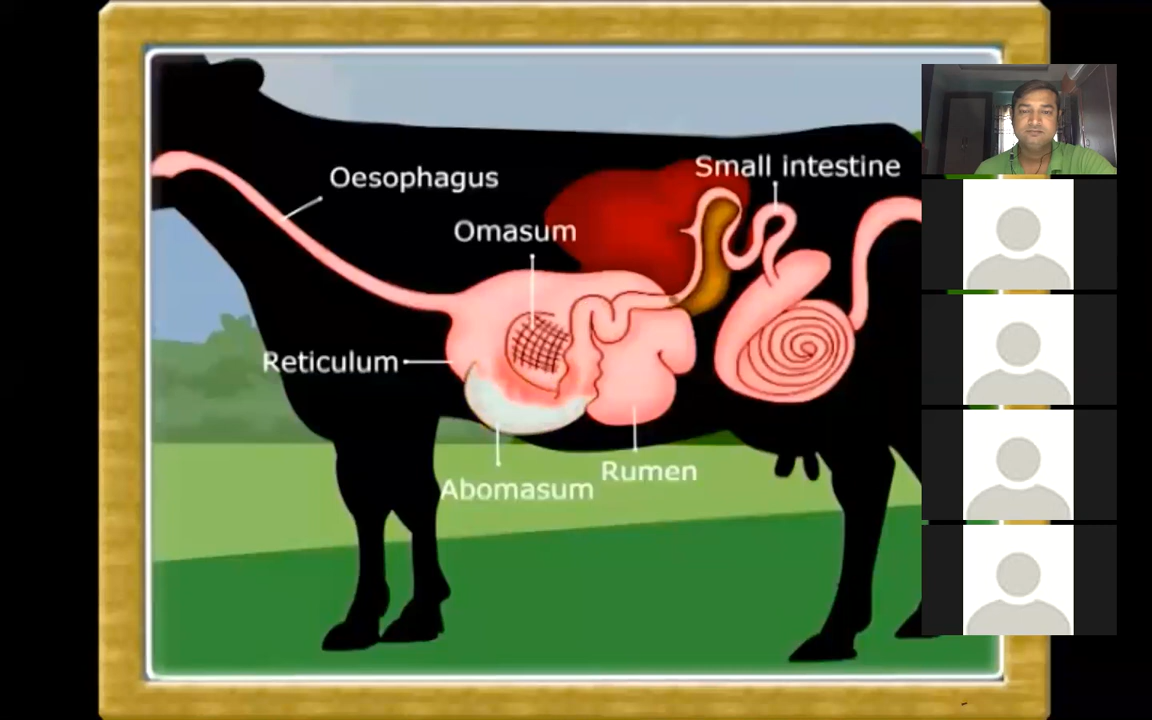 Small intestine
Oesophagus
Omasum
Reticulum
Rumen
Abomasum